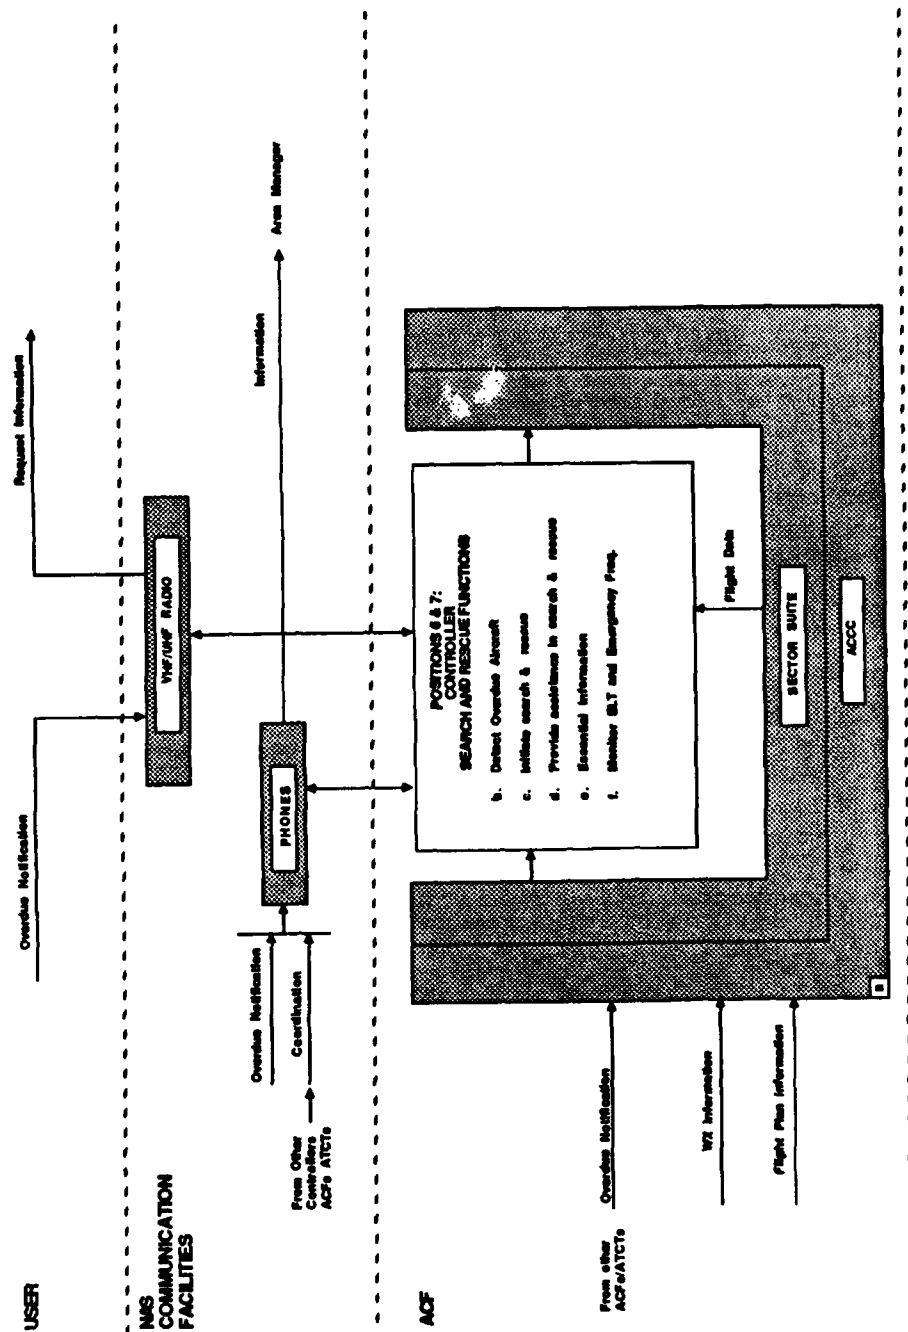 USER
Overdue Notification
Request Information
NAS
COMMUNICATION
FACILITIES
VHF/UHF RADIO
Overdue Notification
Coordination
From Other
Controllers
ACFs ATCTs
PHONES
Information
Area Manager
ACF
POSITIONS 6 & 7:
CONTROLLER
SEARCH AND RESCUE FUNCTIONS
b. Detect Overdue Aircraft
c. Initiate search & rescue
d. Provide assistance in search & rescue
e. Essential Information
f. Monitor ELT and Emergency Freq.
From other
ACFs/ATCTs
Overdue Notification
WX Information
Flight Plan Information
Flight Data
SECTOR SUITE
ACCC